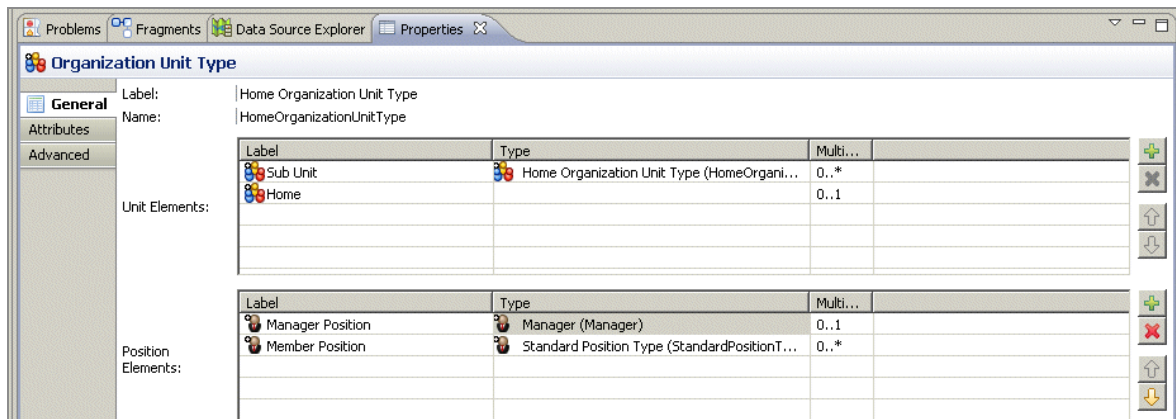 Problems Fragments Data Source Explorer Properties
Organization Unit Type
General
Attributes
Advanced
Label: Home Organization Unit Type
Name: HomeOrganizationUnitType
Unit Elements:
Label Type Multi...
Sub Unit Home Organization Unit Type (HomeOrgani... 0..*
Home 0..1
Position
Elements:
Label Type Multi...
Manager Position Manager (Manager) 0..1
Member Position Standard Position Type (StandardPositionT... 0..*